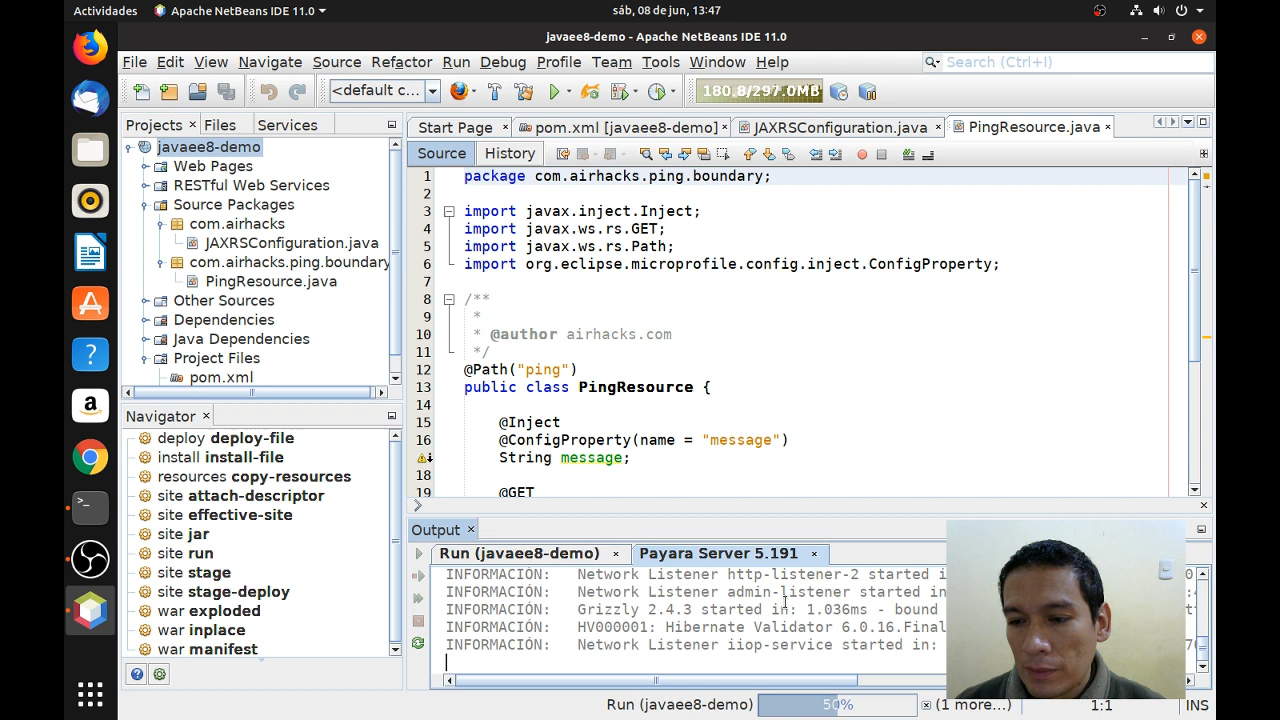 Actividades
Apache NetBeans IDE 11.0
sáb, 08 de jun, 13:47
javaee8-demo - Apache NetBeans IDE 11.0
File Edit View Navigate Source Refactor Run Debug Profile Team Tools Window Help
Search (Ctrl+I)
<default c...
180.8/297.0MB
Projects
Files
Services
javaee8-demo
Web Pages
RESTful Web Services
Source Packages
com.airhacks
JAXRSConfiguration.java
com.airhacks.ping.boundary
PingResource.java
Other Sources
Dependencies
Java Dependencies
Project Files
pom.xml
Navigator
deploy deploy-file
install install-file
resources copy-resources
site attach-descriptor
site effective-site
site jar
site run
site stage
site stage-deploy
war exploded
war inplace
war manifest
Start Page
pom.xml [javaee8-demo]
JAXRSConfiguration.java
PingResource.java
Source
History
1 package com.airhacks.ping.boundary;
2
3 import javax.inject.Inject;
4 import javax.ws.rs.GET;
5 import javax.ws.rs.Path;
6 import org.eclipse.microprofile.config.inject.ConfigProperty;
7
8 /**
9 *
10 * @author airhacks.com
11 */
12 @Path("ping")
13 public class PingResource {
14
15 @Inject
16 @ConfigProperty(name = "message")
String message;
18
19 @GET
Output
Run (javaee8-demo)
Payara Server 5.191
INFORMACIÓN: Network Listener http-listener-2 started i
INFORMACIÓN: Network Listener admin-listener started in
INFORMACIÓN: Grizzly 2.4.3 started in: 1.036ms - bound
INFORMACIÓN: HV000001: Hibernate Validator 6.0.16.Final
INFORMACIÓN: Network Listener iiop-service started in:
Run (javaee8-demo)
50%
(1 more...)
1:1
INS